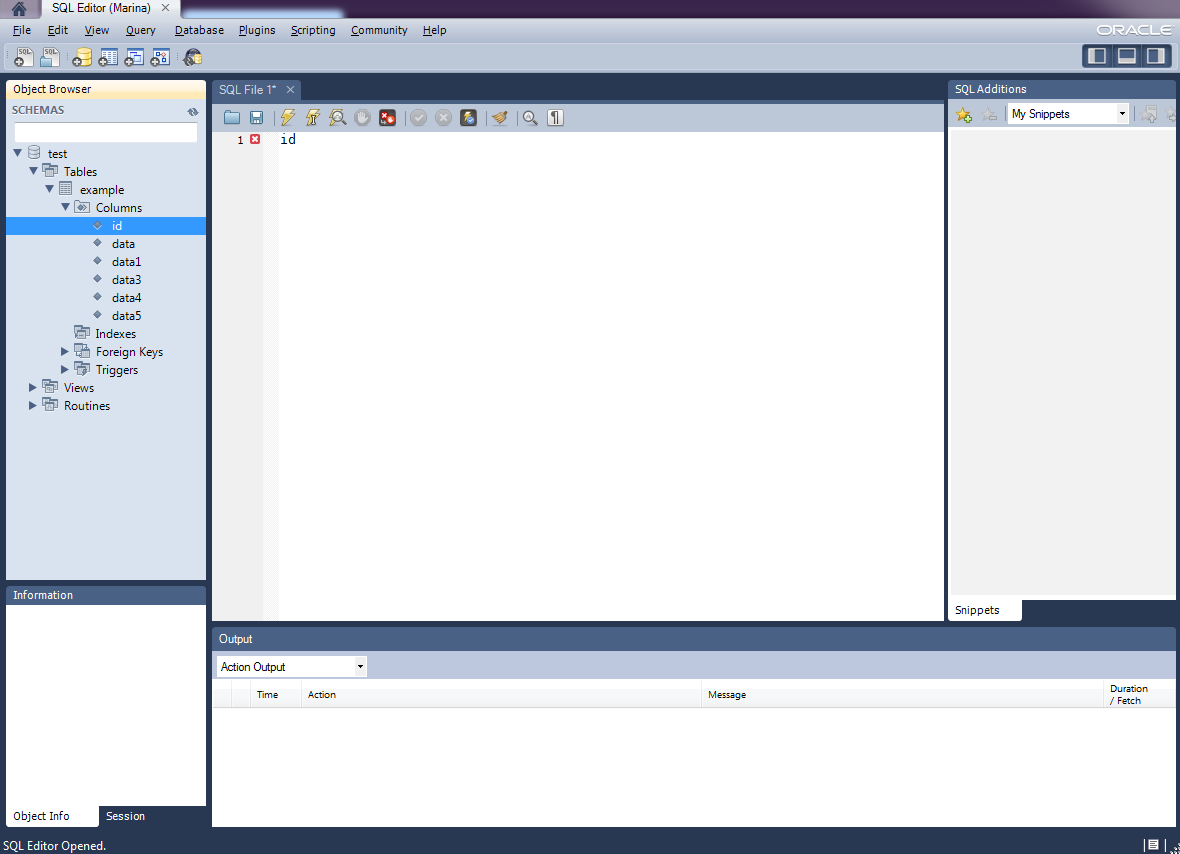 SQL Editor (Marina)
File Edit View Query Database Plugins Scripting Community Help
ORACLE
SQL SQL
Object Browser
SCHEMAS
test
Tables
example
Columns
id
data
data1
data3
data4
data5
Indexes
Foreign Keys
Triggers
Views
Routines
Information
Object Info Session
SQL File 1*
1 id
SQL Additions
My Snippets
Snippets
Output
Action Output
Time Action Message Duration / Fetch
SQL Editor Opened.